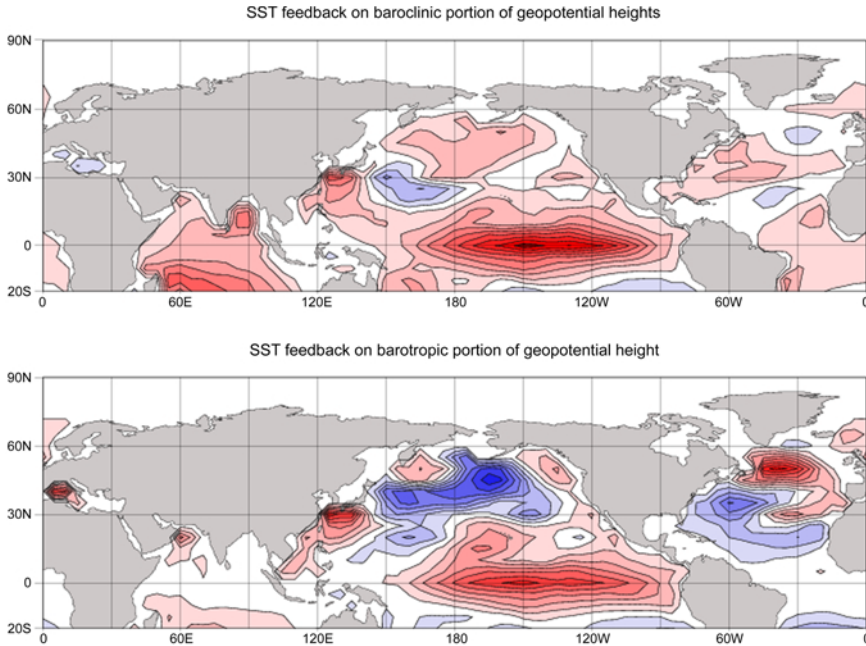 SST feedback on baroclinic portion of geopotential heights
90N
60N
30N
0
20S
0 60E 120E 180 120W 60W 0
SST feedback on barotropic portion of geopotential height
90N
60N
30N
0
20S
0 60E 120E 180 120W 60W 0